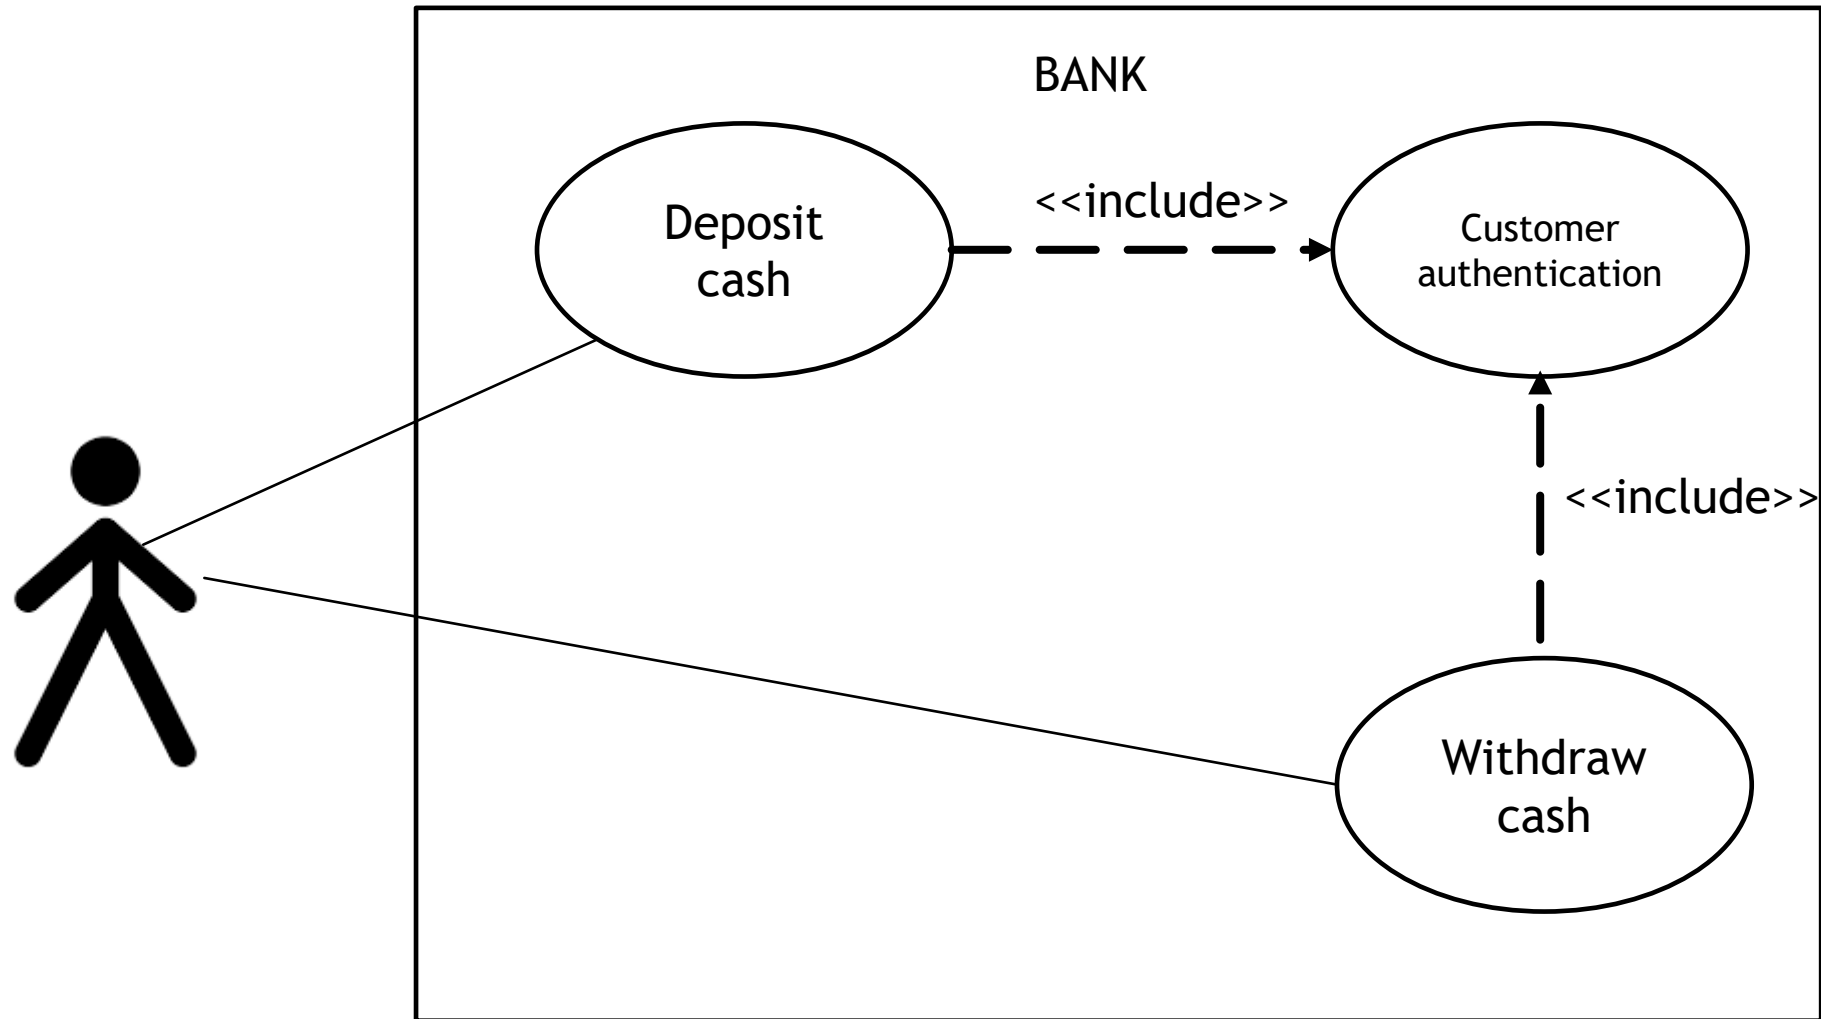 BANK
Deposit
cash
<<include>>
Customer
authentication
<<include>>
Withdraw
cash